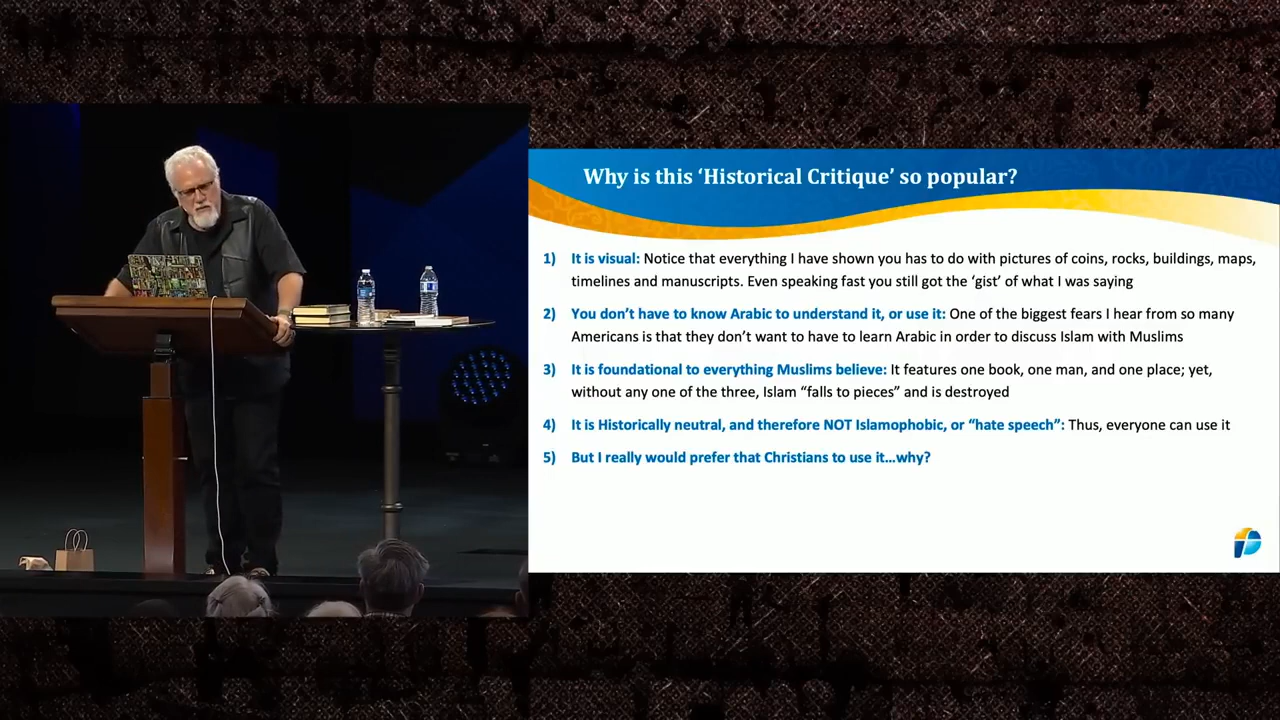 Why is this ‘Historical Critique’ so popular?
1) It is visual: Notice that everything I have shown you has to do with pictures of coins, rocks, buildings, maps,
timelines and manuscripts. Even speaking fast you still got the ‘gist’ of what I was saying
2) You don’t have to know Arabic to understand it, or use it: One of the biggest fears I hear from so many
Americans is that they don’t want to have to learn Arabic in order to discuss Islam with Muslims
3) It is foundational to everything Muslims believe: It features one book, one man, and one place; yet,
without any one of the three, Islam “falls to pieces” and is destroyed
4) It is Historically neutral, and therefore NOT Islamophobic, or “hate speech”: Thus, everyone can use it
5) But I really would prefer that Christians to use it…why?